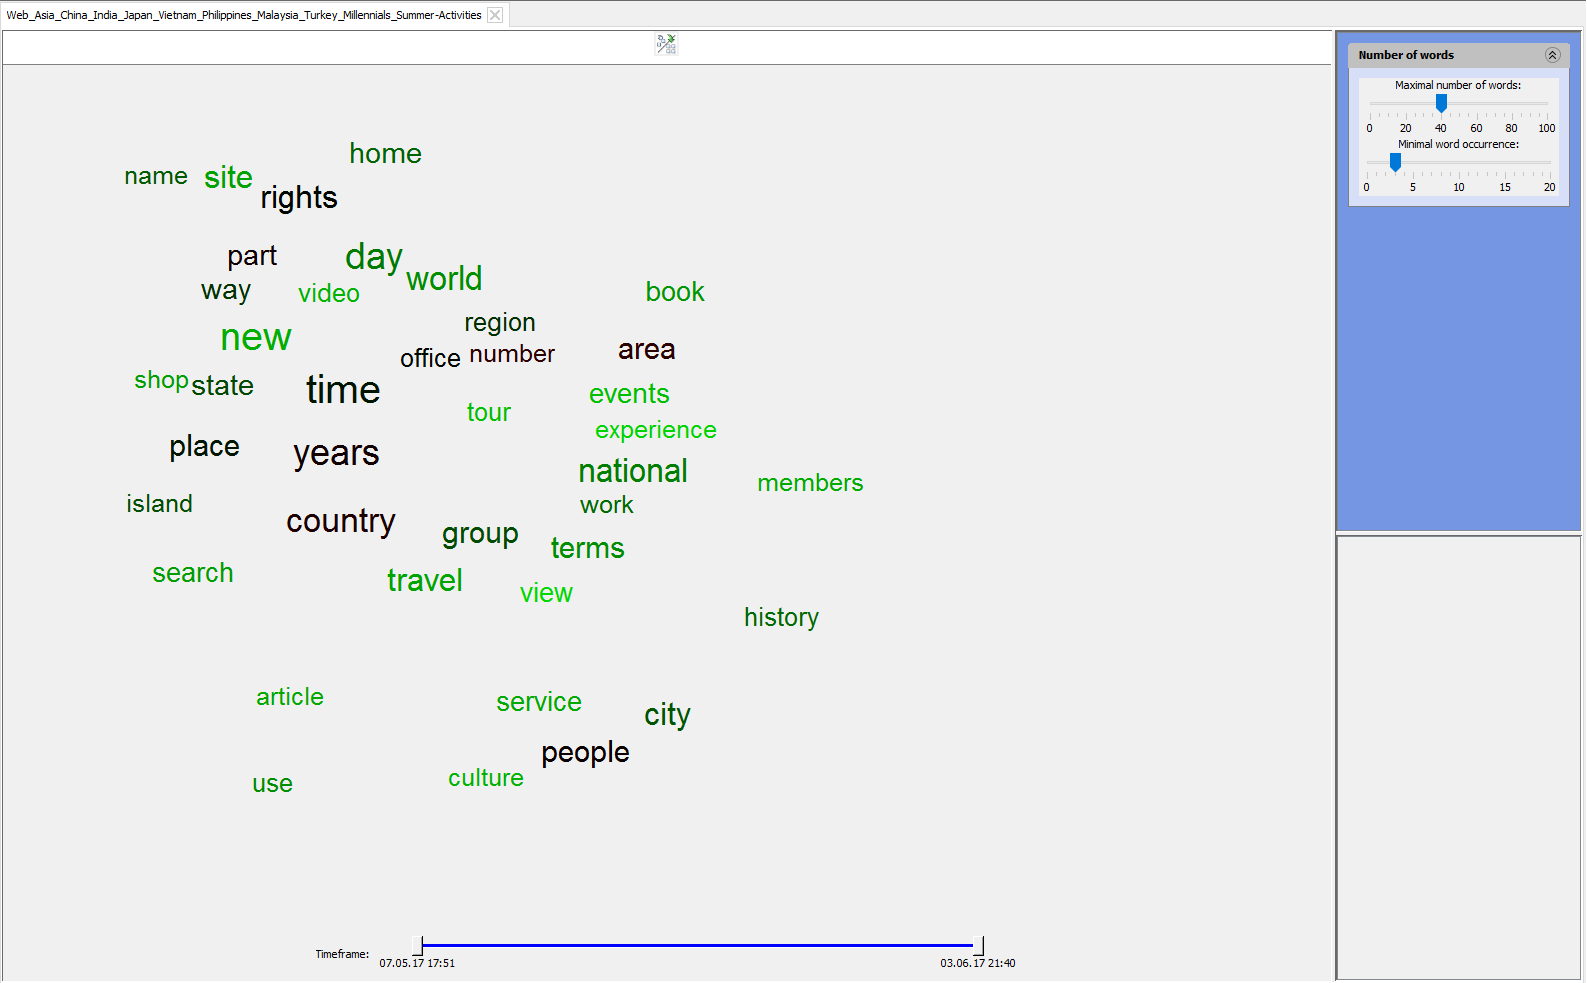 Web_Asia_China_India_Japan_Vietnam_Philippines_Malaysia_Turkey_Millennials_Summer-Activities
Number of words
Maximal number of words:
0 20 40 60 80 100
Minimal word occurrence:
0 5 10 15 20
home
name site
rights
part day
world
way video book
region
new
office number area
shop state time events
tour
experience
place years
national
members
island work
country
group
terms
search travel
view
history
article service
city
people
use culture
Timeframe:
07.05.17 17:51 03.06.17 21:40